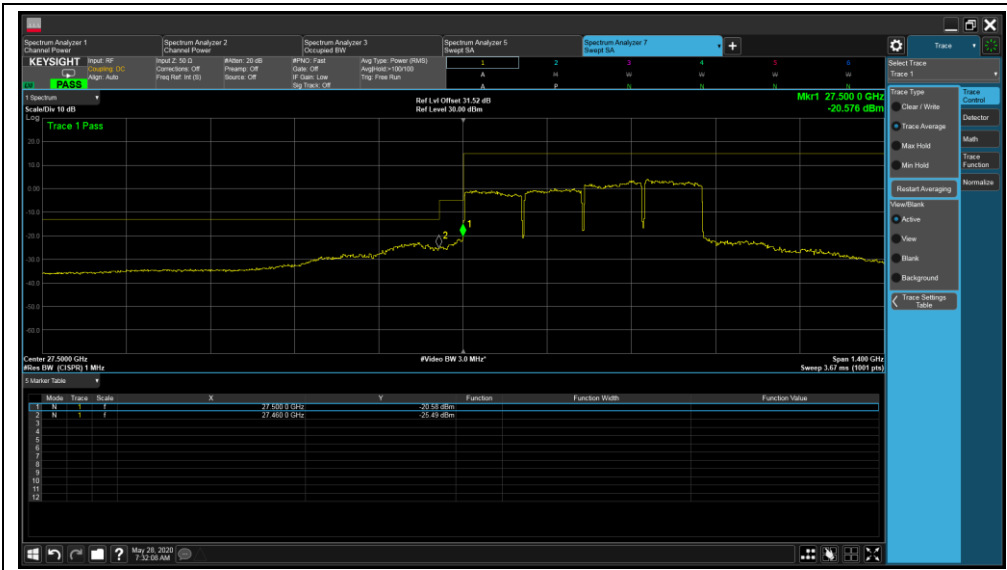 Spectrum Analyzer 1
Channel Power
Spectrum Analyzer 2
Channel Power
Spectrum Analyzer 3
Occupied BW
Spectrum Analyzer 5
Swept SA
Spectrum Analyzer 7
Swept SA
+
Trace
KEYSIGHT
PASS
Input: RF
Coupling: DC
Align: Auto
Input Z: 50 Ω
Corrections: Off
Freq Ref: Int (S)
#Atten: 20 dB
Preamp: Off
Source: Off
#PNO: Fast
Gate: Off
IF Gain: Low
Sig Track: Off
Avg Type: Power (RMS)
Avg|Hold:>100/100
Trig: Free Run
1 2 3 4 5 6
A M W W W W
A P N N N N
Select Trace
Trace 1
1 Spectrum
Scale/Div 10 dB
Log
Ref Lvl Offset 31.52 dB
Ref Level 30.00 dBm
Mkr1 27.500 0 GHz
-20.576 dBm
Trace 1 Pass
20.0
10.0
0.00
-10.0
-20.0
-30.0
-40.0
-50.0
-60.0
1
2
Center 27.5000 GHz
#Res BW (CISPR) 1 MHz
#Video BW 3.0 MHz*
Span 1.400 GHz
Sweep 3.67 ms (1001 pts)
Trace Type
Clear / Write
Trace Average
Max Hold
Min Hold
Restart Averaging
View/Blank
Active
View
Blank
Background
Trace Settings
Table
Trace
Control
Detector
Math
Trace
Function
Normalize
5 Marker Table
Mode Trace Scale X Y Function Function Width Function Value
1 N 1 f 27.500 0 GHz -20.58 dBm
2 N 1 f 27.460 0 GHz -25.49 dBm
3
4
5
6
7
8
9
10
11
12
?
May 28, 2020
7:32:08 AM